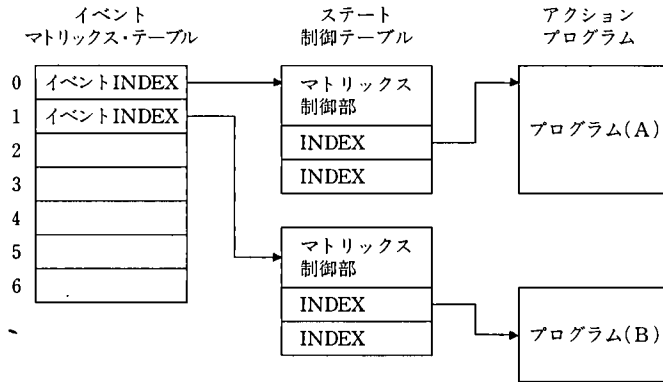 イベント
マトリックス・テーブル
ステート
制御テーブル
アクション
プログラム
0
イベントINDEX
1
イベントINDEX
2
3
4
5
6
マトリックス
制御部
INDEX
INDEX
マトリックス
制御部
INDEX
INDEX
プログラム(A)
プログラム(B)